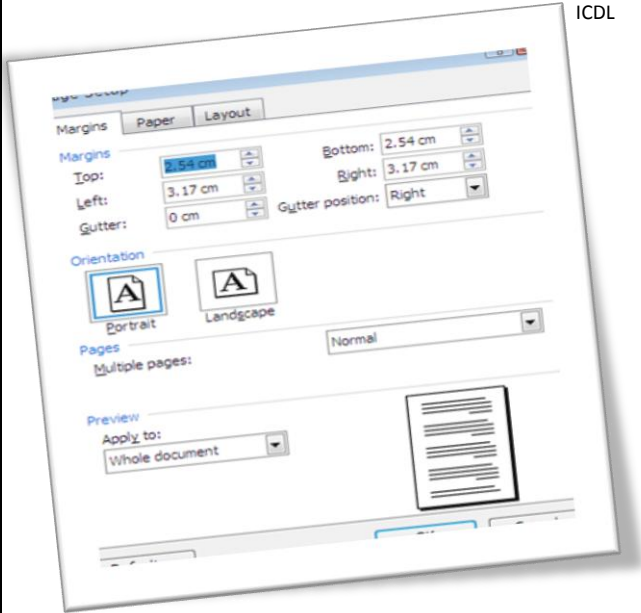 ICDL
Margins Paper Layout
Margins
Top: 2.54 cm Bottom: 2.54 cm
Left: 3.17 cm Right: 3.17 cm
Gutter: 0 cm Gutter position: Right
Orientation
A A
Portrait Landscape
Pages
Multiple pages: Normal
Preview
Apply to:
Whole document